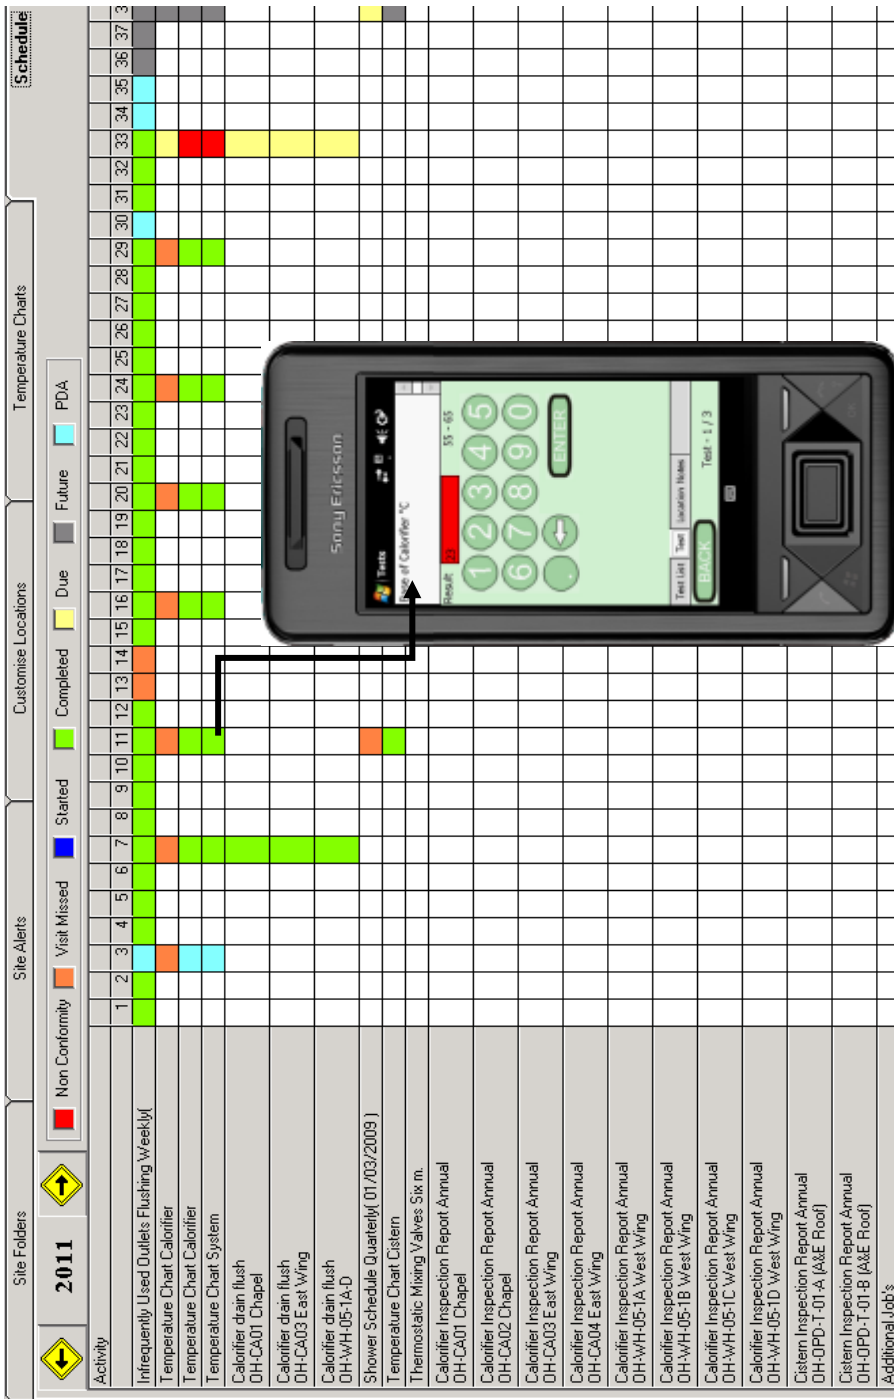 Site Folders
Site Alerts
Customise Locations
Temperature Charts
Schedule
2011
Non Conformity
Visit Missed
Started
Completed
Due
Future
PDA
Activity
1 2 3 4 5 6 7 8 9 10 11 12 13 14 15 16 17 18 19 20 21 22 23 24 25 26 27 28 29 30 31 32 33 34 35 36 37 3
Infrequently Used Outlets Flushing Weekly(
Temperature Chart Calorifier
Temperature Chart Calorifier
Temperature Chart System
Calorifier drain flush
OH-CA01 Chapel
Calorifier drain flush
OH-CA03 East Wing
Calorifier drain flush
OH-WH-05-1A-D
Shower Schedule Quarterly( 01/03/2009 )
Temperature Chart Cistern
Thermostatic Mixing Valves Six m.
Calorifier Inspection Report Annual
OH-CA01 Chapel
Calorifier Inspection Report Annual
OH-CA02 Chapel
Calorifier Inspection Report Annual
OH-CA03 East Wing
Calorifier Inspection Report Annual
OH-CA04 East Wing
Calorifier Inspection Report Annual
OH-WH-05-1A West Wing
Calorifier Inspection Report Annual
OH-WH-05-1B West Wing
Calorifier Inspection Report Annual
OH-WH-05-1C West Wing
Calorifier Inspection Report Annual
OH-WH-05-1D West Wing
Cistern Inspection Report Annual
OH-OPD-T-01-A (A&E Roof)
Cistern Inspection Report Annual
OH-OPD-T-01-B (A&E Roof)
Additional Job's
Sony Ericsson
Tests
Base of Calorifier °C
Result 23 55 - 65
1 2 3 4 5
6 7 8 9 0
. ENTER
Test List Test Location Notes
BACK Test - 1 / 3